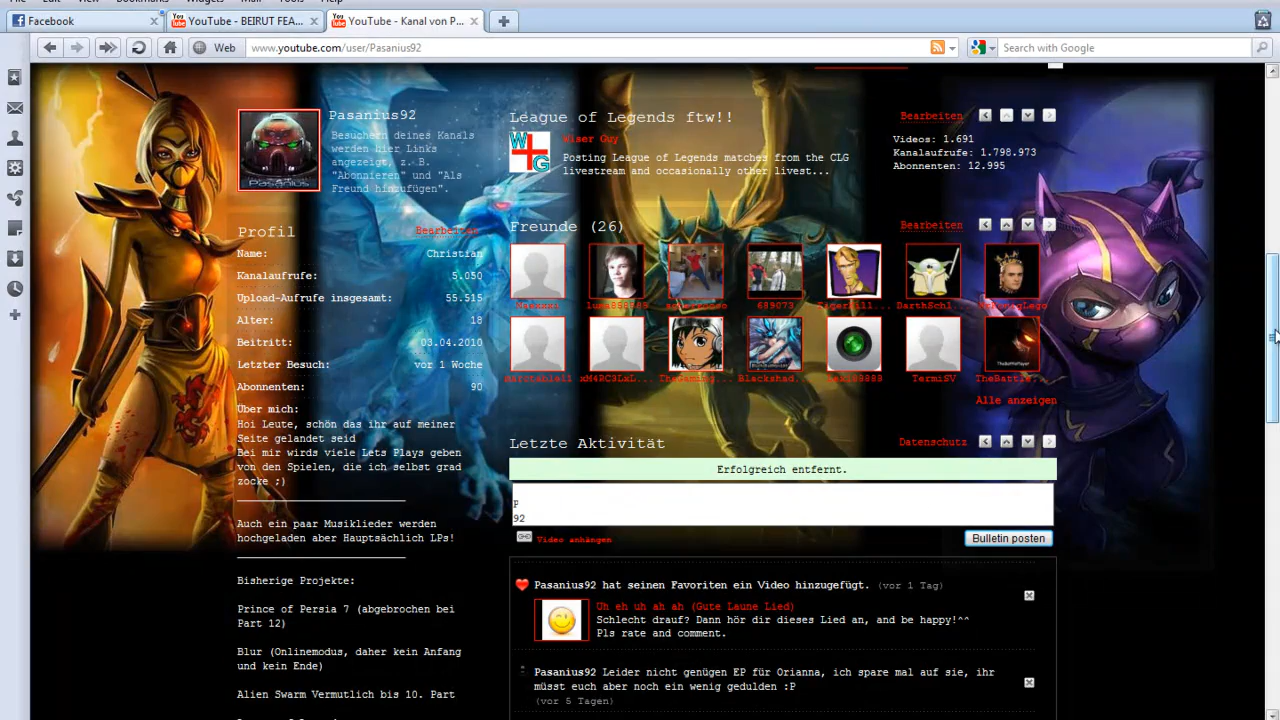 Facebook
YouTube - BEIRUT FEA...
YouTube - Kanal von P...
Web
www.youtube.com/user/Pasanius92
Search with Google
Pasanius92
Besuchern deines Kanals
werden hier Links
angezeigt, z.B.
"Abonnieren" und "Als
Freund hinzufügen".
Profil
Bearbeiten
Name: Christian
Kanalaufrufe: 5.050
Upload-Aufrufe insgesamt: 55.515
Alter: 18
Beitritt: 03.04.2010
Letzter Besuch: vor 1 Woche
Abonnenten: 90
Über mich:
Hoi Leute, schön das ihr auf meiner
Seite gelandet seid
Bei mir wirds viele Lets Plays geben
von den Spielen, die ich selbst grad
zocke ;)
Auch ein paar Musiklieder werden
hochgeladen aber Hauptsächlich LPs!
Bisherige Projekte:
Prince of Persia 7 (abgebrochen bei
Part 12)
Blur (Onlinemodus, daher kein Anfang
und kein Ende)
Alien Swarm Vermutlich bis 10. Part
League of Legends ftw!!
Bearbeiten
WTG
Wiser Guy
Posting League of Legends matches from the CLG
livestream and occasionally other livest...
Videos: 1.691
Kanalaufrufe: 1.798.973
Abonnenten: 12.995
Freunde (26)
Bearbeiten
689073
DarthSchl...
TermiSV
Blackshad...
Alle anzeigen
Letzte Aktivität
Datenschutz
Erfolgreich entfernt.
P
92
Video anhängen
Bulletin posten
Pasanius92 hat seinen Favoriten ein Video hinzugefügt. (vor 1 Tag)
Uh eh uh ah ah (Gute Laune Lied)
Schlecht drauf? Dann hör dir dieses Lied an, and be happy!^^
Pls rate and comment.
Pasanius92 Leider nicht genügen EP für Orianna, ich spare mal auf sie, ihr
müsst euch aber noch ein wenig gedulden :P
(vor 5 Tagen)